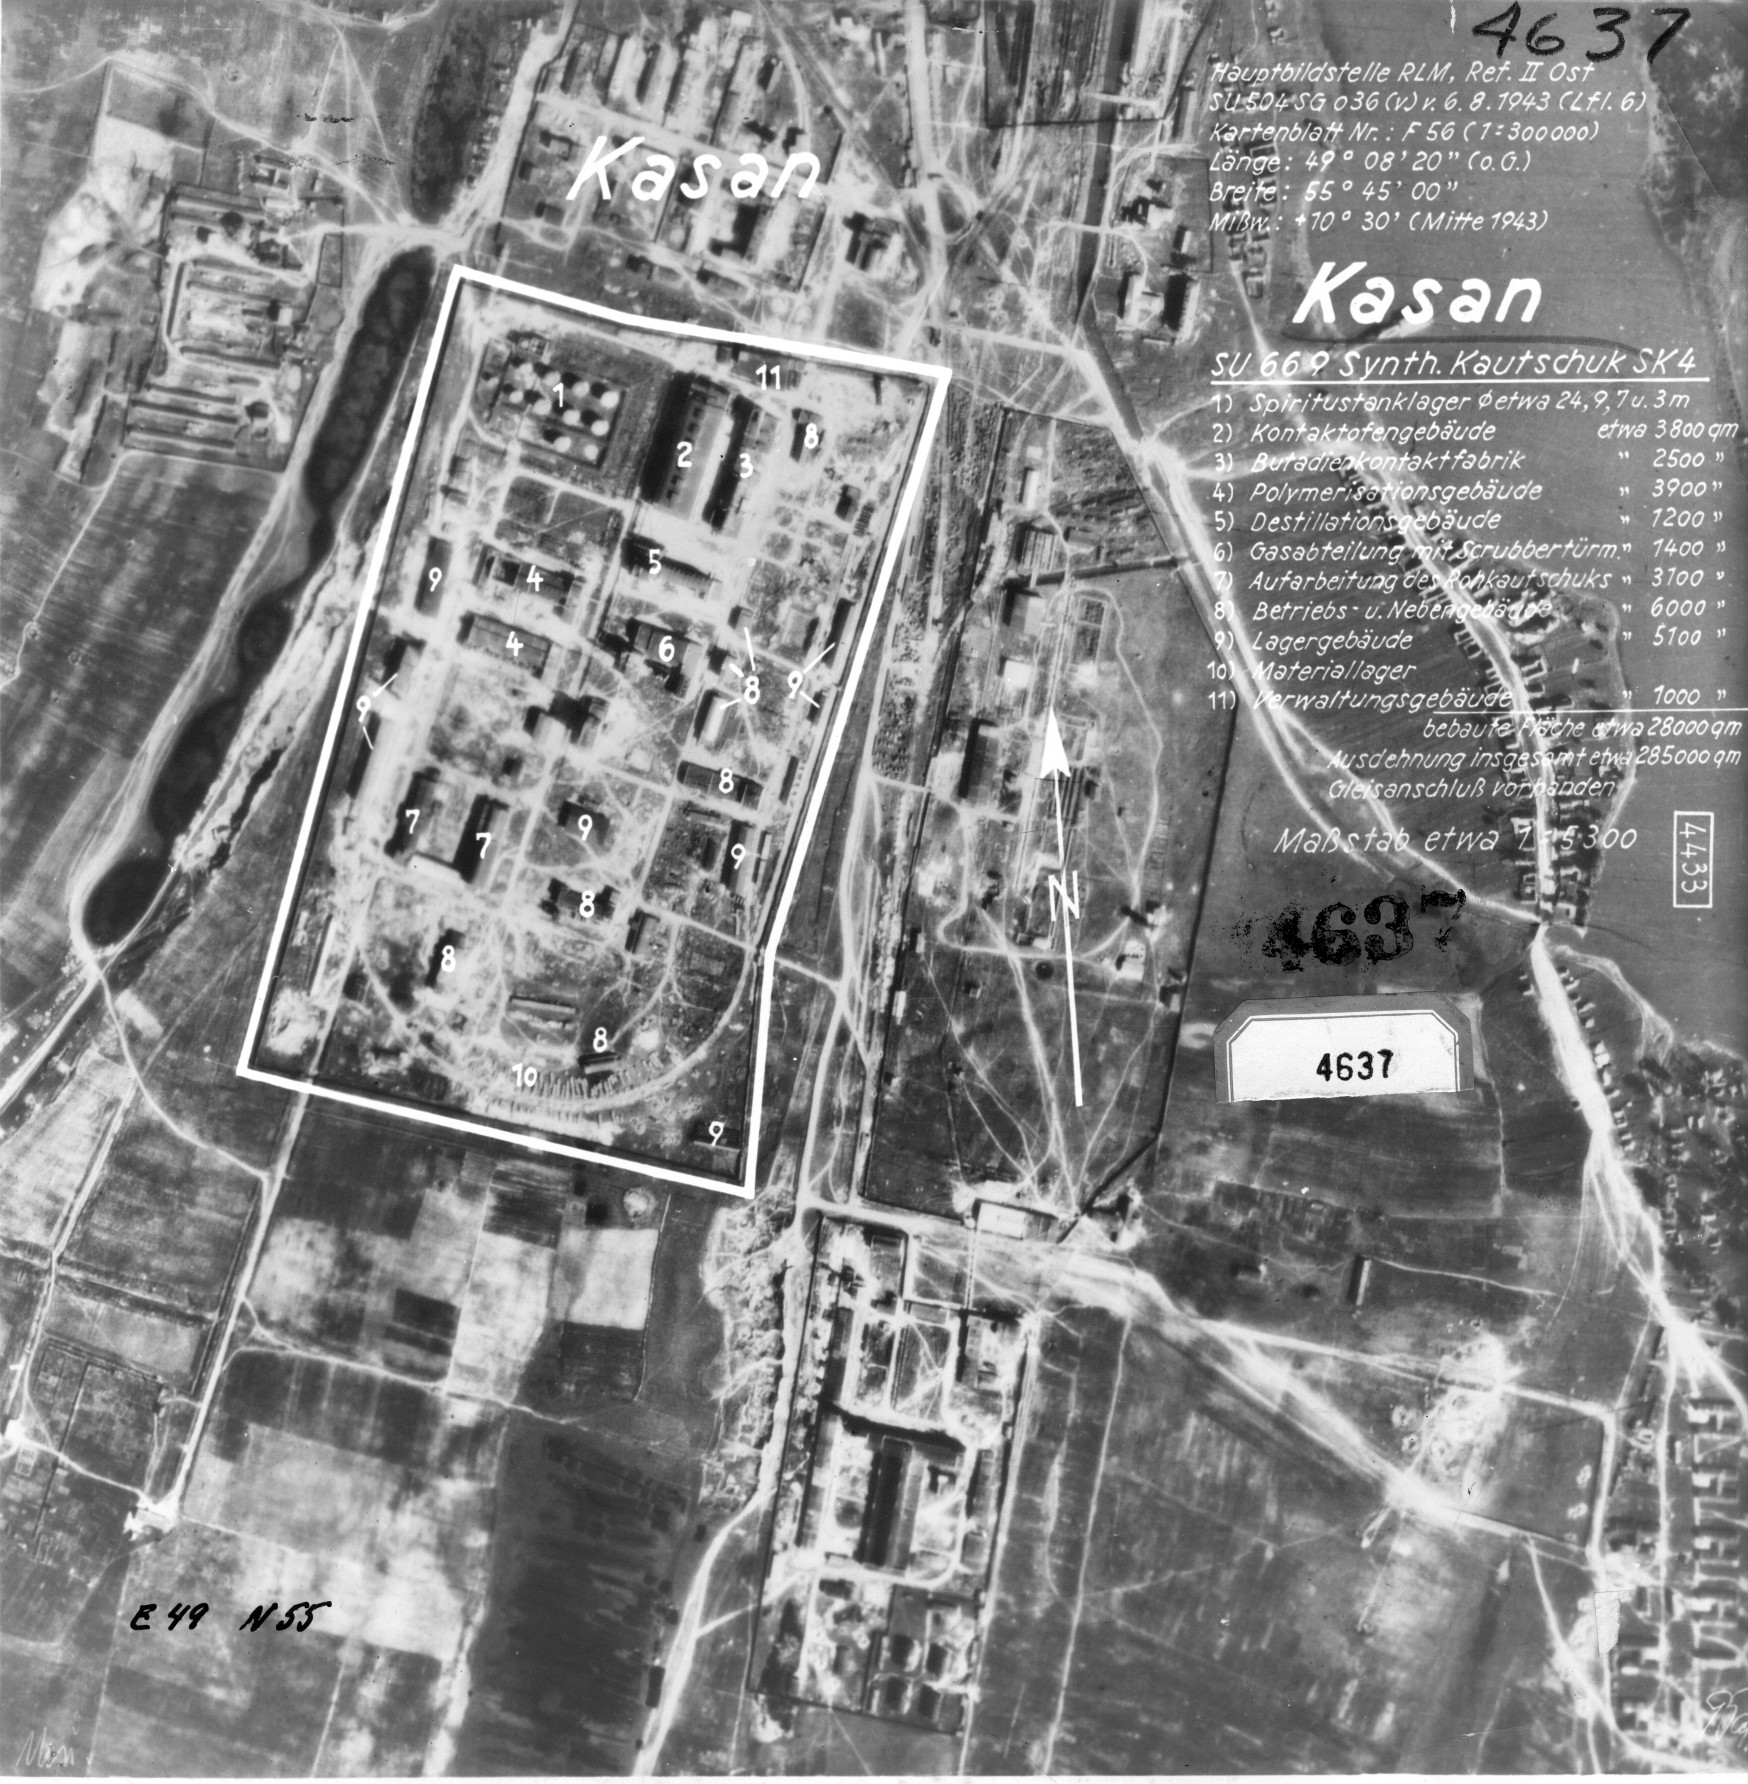 4637
Hauptbildstelle RLM, Ref. II Ost
SU 504 SG 036 (v) v. 6. 8. 1943 (Lfl. 6)
Kartenblatt Nr.: F 56 (1:300000)
Länge: 49° 08' 20" (ö.G.)
Breite: 55° 45' 00"
Mißw.: +10° 30' (Mitte 1943)
Kasan
Kasan
SU 669 Synth. Kautschuk SK4
1) Spiritustanklager ϕ etwa 24, 9, 7 u. 3 m
2) Kontaktofengebäude etwa 3800 qm
3) Butadienkontaktfabrik " 2500 "
4) Polymerisationsgebäude " 3900 "
5) Destillationsgebäude " 1200 "
6) Gasabteilung mit Scrubbertürm. " 1400 "
7) Aufarbeitung des Rohkautschuks " 3100 "
8) Betriebs- u. Nebengebäude " 6000 "
9) Lagergebäude " 5100 "
10) Materiallager
11) Verwaltungsgebäude " 1000 "
bebaute Fläche etwa 28000 qm
Ausdehnung insgesamt etwa 285000 qm
Gleisanschluß vorhanden
Maßstab etwa 1:5300
4433
4637
4637
N
11
1
8
2
3
5
9
4
4
6
8
9
9
8
7
7
9
9
8
8
8
10
9
E 49 N 55